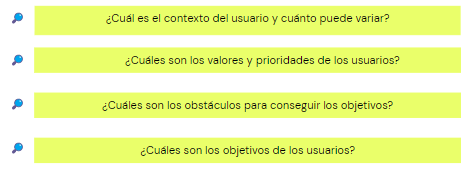 ¿Cuál es el contexto del usuario y cuánto puede variar?
¿Cuáles son los valores y prioridades de los usuarios?
¿Cuáles son los obstáculos para conseguir los objetivos?
¿Cuáles son los objetivos de los usuarios?